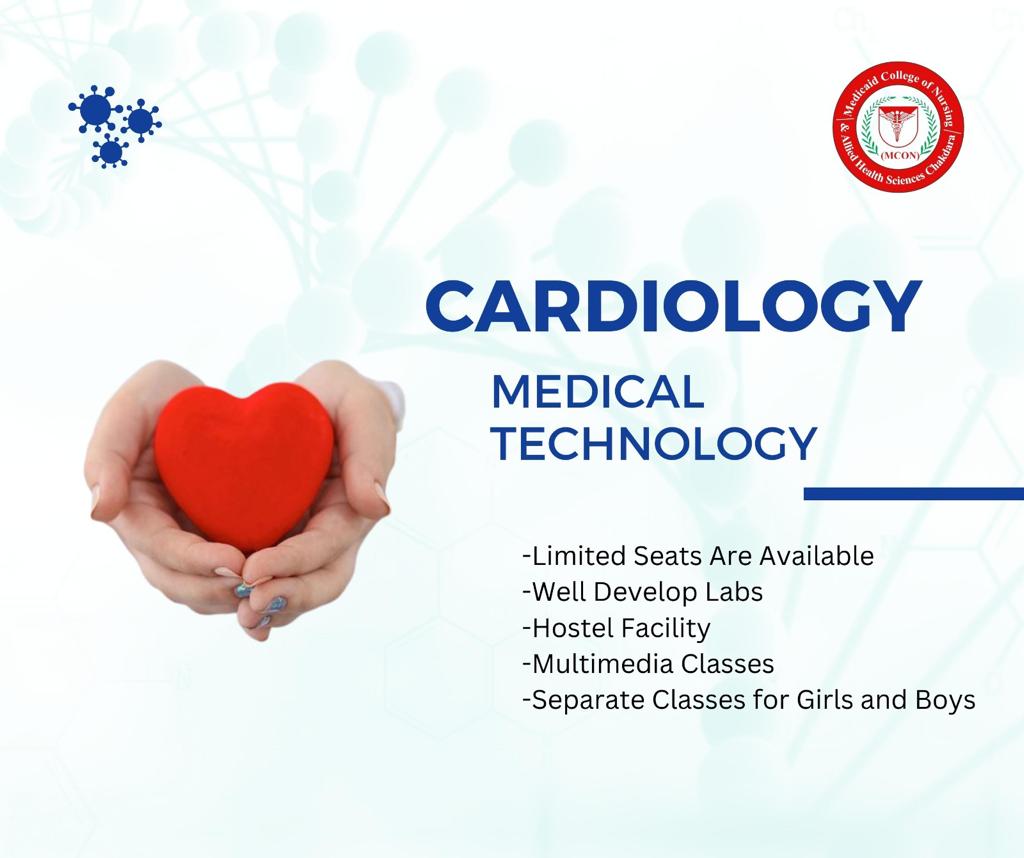 Medicaid College of Nursing
& Allied Health Sciences Chakdara
(MCON)
CARDIOLOGY
MEDICAL
TECHNOLOGY
-Limited Seats Are Available
-Well Develop Labs
-Hostel Facility
-Multimedia Classes
-Separate Classes for Girls and Boys